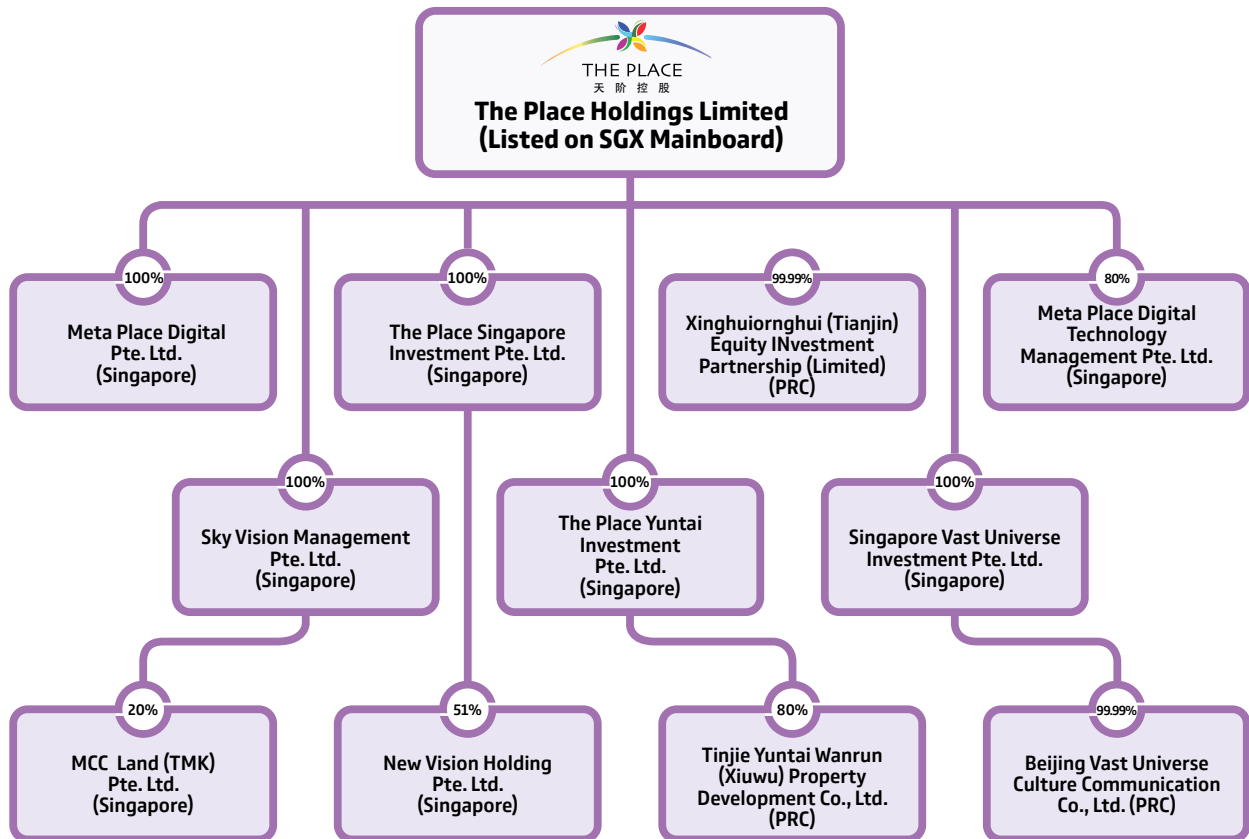 THE PLACE
天阶控股
The Place Holdings Limited
(Listed on SGX Mainboard)
100%
Meta Place Digital
Pte. Ltd.
(Singapore)
100%
The Place Singapore
Investment Pte. Ltd.
(Singapore)
99.99%
Xinghuiornghui (Tianjin)
Equity INvestment
Partnership (Limited)
(PRC)
80%
Meta Place Digital
Technology
Management Pte. Ltd.
(Singapore)
100%
Sky Vision Management
Pte. Ltd.
(Singapore)
100%
The Place Yuntai
Investment
Pte. Ltd.
(Singapore)
100%
Singapore Vast Universe
Investment Pte. Ltd.
(Singapore)
20%
MCC Land (TMK)
Pte. Ltd.
(Singapore)
51%
New Vision Holding
Pte. Ltd.
(Singapore)
80%
Tinjie Yuntai Wanrun
(Xiuwu) Property
Development Co., Ltd.
(PRC)
99.99%
Beijing Vast Universe
Culture Communication
Co., Ltd. (PRC)